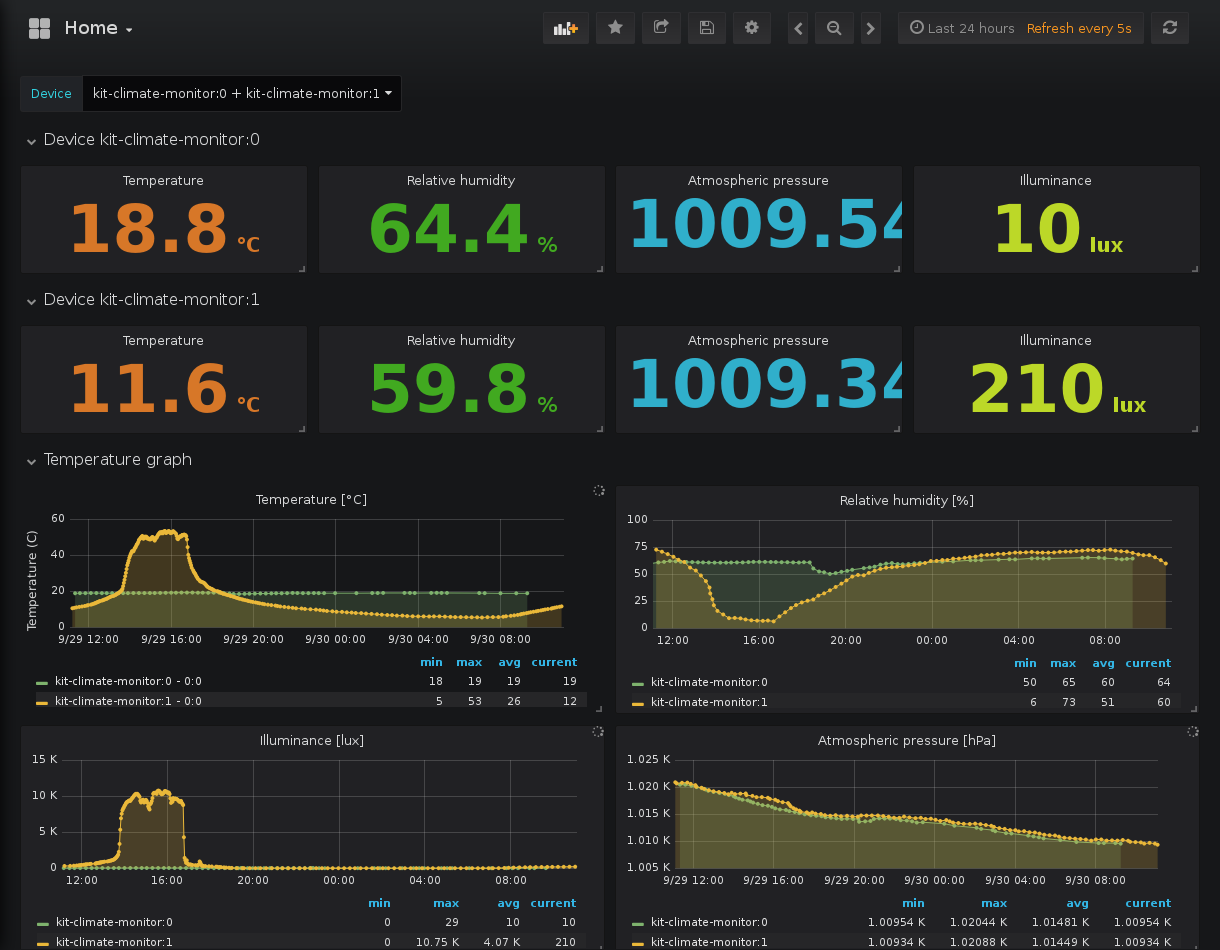 Home
Last 24 hours Refresh every 5s
Device kit-climate-monitor:0 + kit-climate-monitor:1
Device kit-climate-monitor:0
Temperature Relative humidity Atmospheric pressure Illuminance
18.8 °C 64.4 % 1009.54 10 lux
Device kit-climate-monitor:1
Temperature Relative humidity Atmospheric pressure Illuminance
11.6 °C 59.8 % 1009.34 210 lux
Temperature graph
Temperature [°C]
Temperature (C)
60
40
20
0
9/29 12:00 9/29 16:00 9/29 20:00 9/30 00:00 9/30 04:00 9/30 08:00
min max avg current
kit-climate-monitor:0 - 0:0 18 19 19 19
kit-climate-monitor:1 - 0:0 5 53 26 12
Relative humidity [%]
100
75
50
25
0
12:00 16:00 20:00 00:00 04:00 08:00
min max avg current
kit-climate-monitor:0 50 65 60 64
kit-climate-monitor:1 6 73 51 60
Illuminance [lux]
15 K
10 K
5 K
0
12:00 16:00 20:00 00:00 04:00 08:00
min max avg current
kit-climate-monitor:0 0 29 10 10
kit-climate-monitor:1 0 10.75 K 4.07 K 210
Atmospheric pressure [hPa]
1.025 K
1.020 K
1.015 K
1.010 K
1.005 K
9/29 12:00 9/29 16:00 9/29 20:00 9/30 00:00 9/30 04:00 9/30 08:00
min max avg current
kit-climate-monitor:0 1.00954 K 1.02044 K 1.01481 K 1.00954 K
kit-climate-monitor:1 1.00934 K 1.02088 K 1.01449 K 1.00934 K